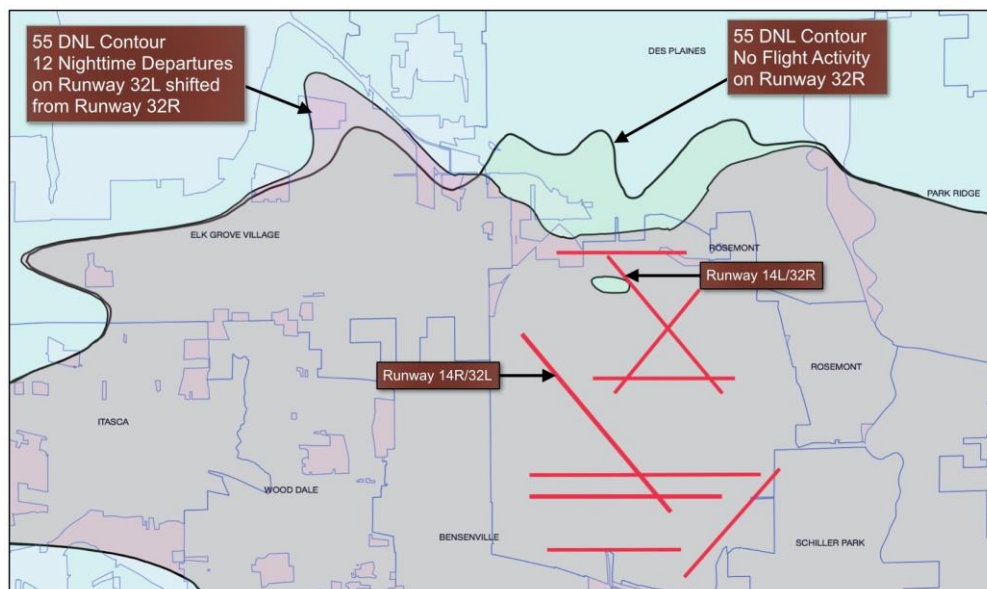 55 DNL Contour
12 Nighttime Departures
on Runway 32L shifted
from Runway 32R
55 DNL Contour
No Flight Activity
on Runway 32R
DES PLAINES
PARK RIDGE
ELK GROVE VILLAGE
ROSEMONT
Runway 14L/32R
Runway 14R/32L
ROSEMONT
ITASCA
WOOD DALE
BENSENVILLE
SCHILLER PARK